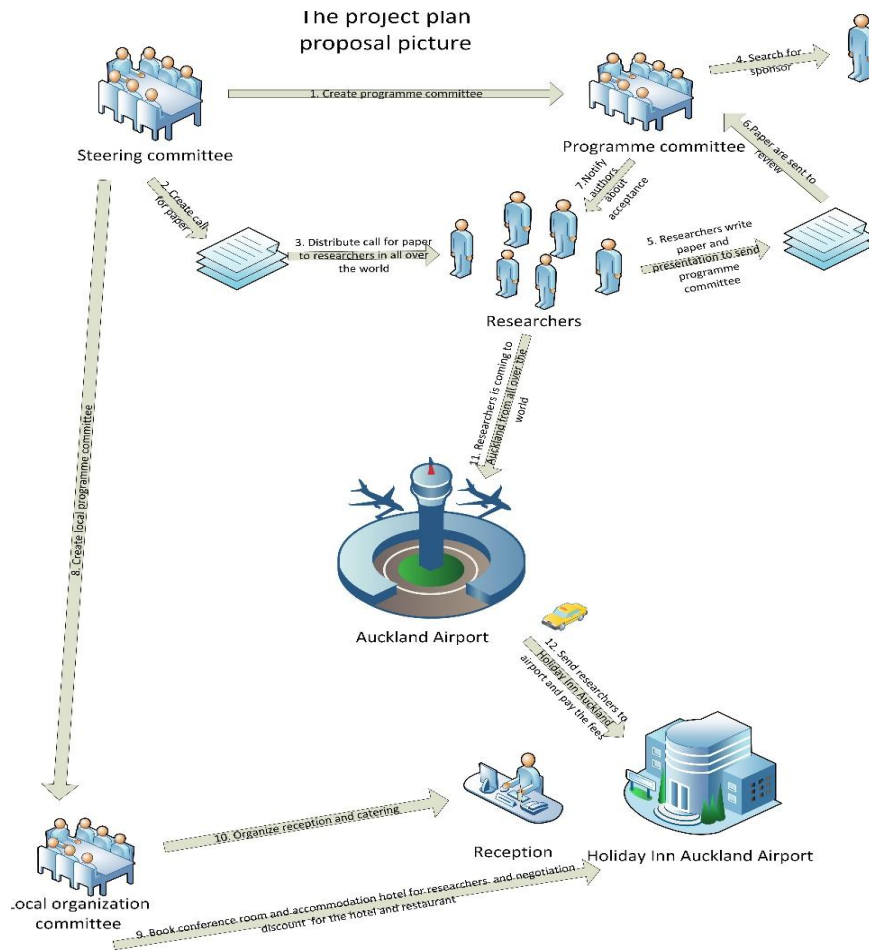 The project plan
proposal picture
4. Search for
sponsor
1. Create programme committee
Steering committee
Programme committee
6.Paper are sent to
review
7.Notify
authors
about
acceptance
2. Create call
for paper
3. Distribute call for paper
to researchers in all over
the world
5. Researchers write
paper and
presentation to send
programme
committee
Researchers
11. Researchers is coming to
Auckland from all over the
world
8. Create local programme committee
Auckland Airport
12. Send researchers to
Holiday Inn Auckland
airport and pay the fees
10. Organize reception and catering
Reception
Holiday Inn Auckland Airport
Local organization
committee
9. Book conference room and accommodation hotel for researchers and negotiation
discount for the hotel and restaurant